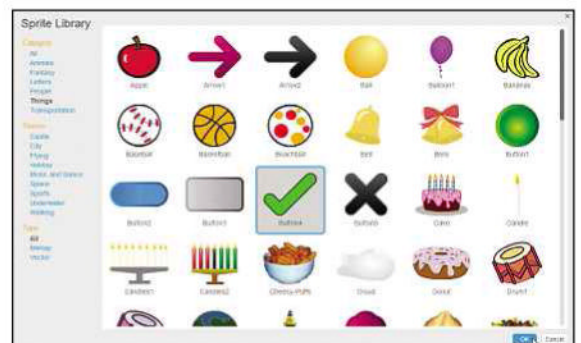 Sprite Library
Category
All
Animals
Fantasy
Letters
People
Things
Transportation
Theme
Castle
City
Flying
Holiday
Music and Dance
Space
Sports
Underwater
Walking
Type
All
Bitmap
Vector
Apple Arrow1 Arrow2 Ball Balloon1 Bananas
Baseball Basketball Beachball Bell Bells Button1
Button2 Button3 Button4 Button5 Cake Candle
Candles1 Candles2 Cheesy Puffs Cloud Donut Drum1
OK Cancel